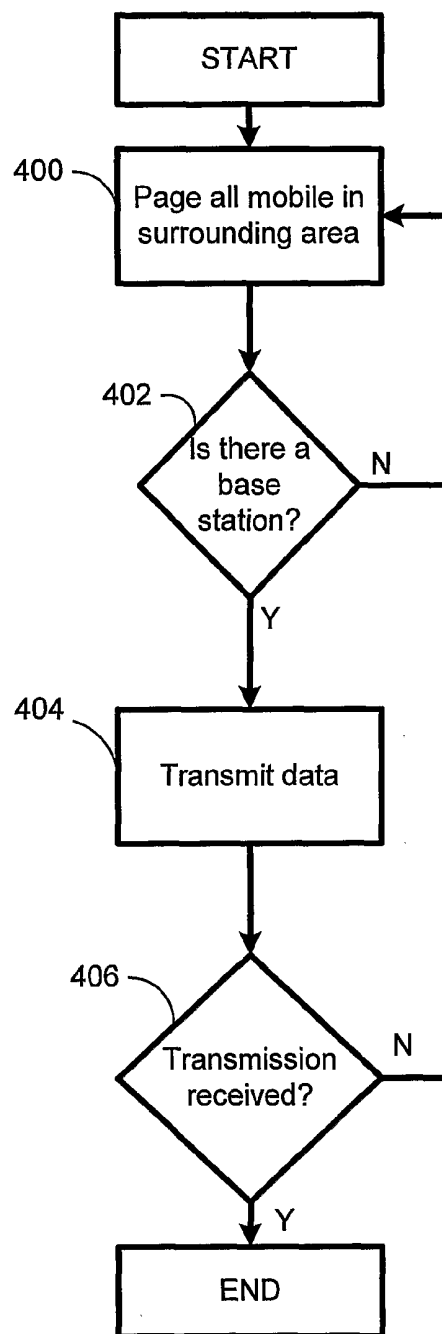 START
400
Page all mobile in
surrounding area
402
Is there a
base
station?
N
Y
404
Transmit data
406
Transmission
received?
N
Y
END